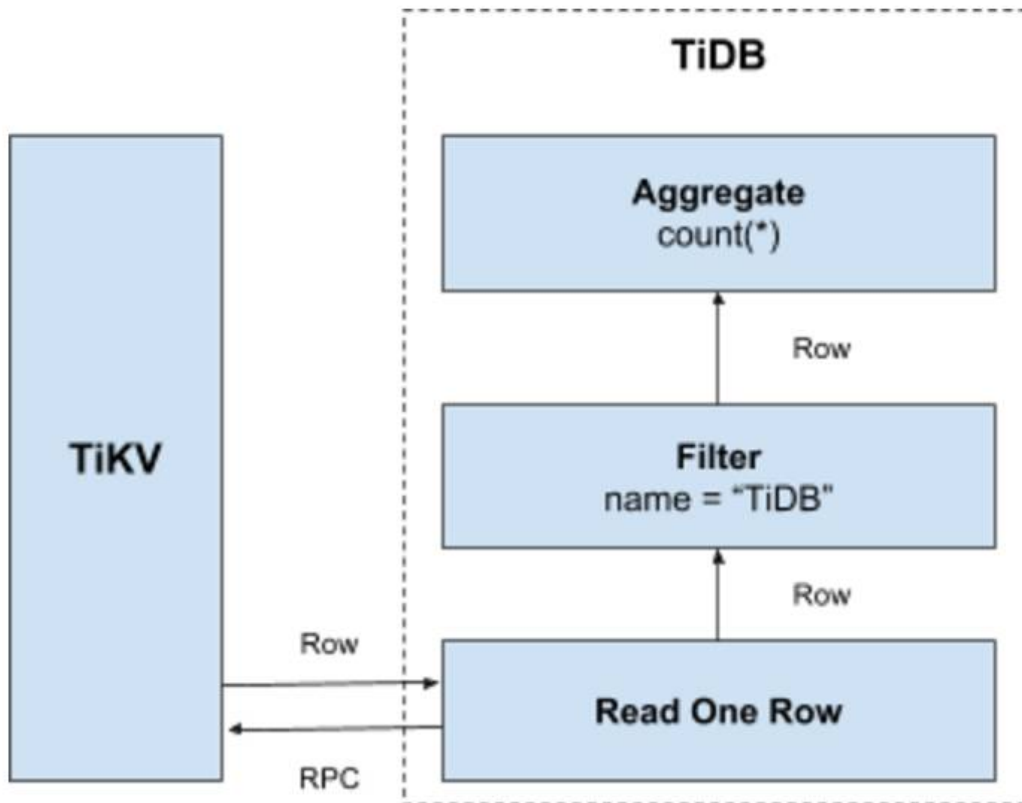 TiDB
Aggregate
count(*)
Row
TiKV
Filter
name = “TiDB"
Row
Row
Read One Row
RPC